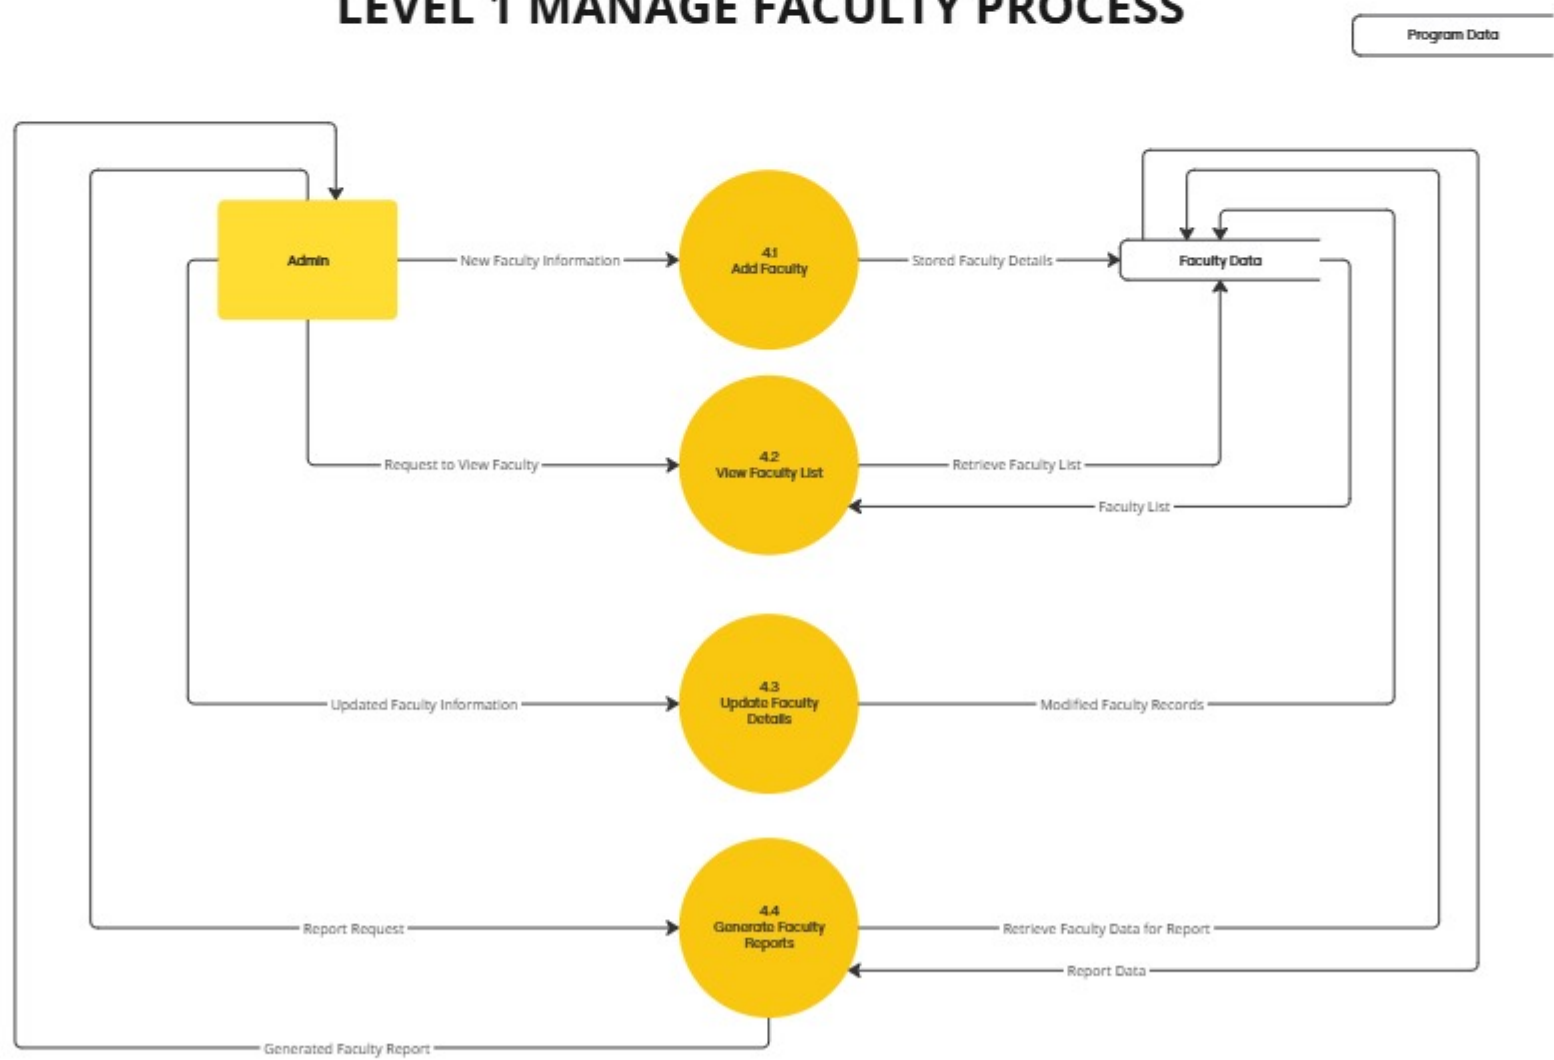 LEVEL 1 MANAGE FACULTY PROCESS
Program Data
Admin
New Faculty Information
4.1
Add Faculty
Stored Faculty Details
Faculty Data
Request to View Faculty
4.2
View Faculty List
Retrieve Faculty List
Faculty List
Updated Faculty Information
4.3
Update Faculty
Details
Modified Faculty Records
Report Request
4.4
Generate Faculty
Reports
Retrieve Faculty Data for Report
Report Data
Generated Faculty Report